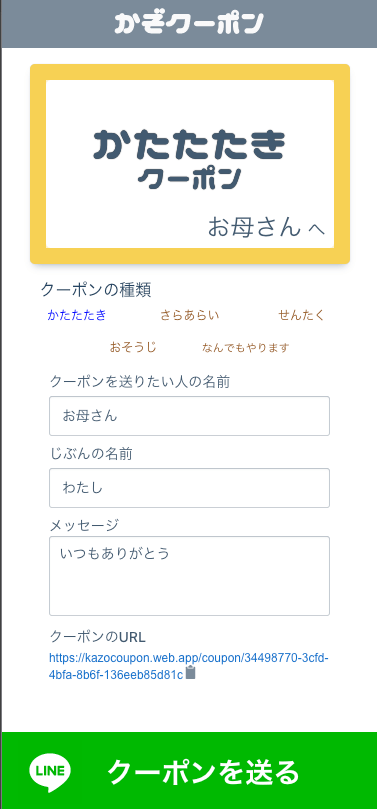 かぞクーポン
かたたたき
クーポン
お母さん へ
クーポンの種類
かたたたき さらあらい せんたく
おそうじ なんでもやります
クーポンを送りたい人の名前
お母さん
じぶんの名前
わたし
メッセージ
いつもありがとう
クーポンのURL
https://kazocoupon.web.app/coupon/34498770-3cfd-
4bfa-8b6f-136eeb85d81c
LINE クーポンを送る